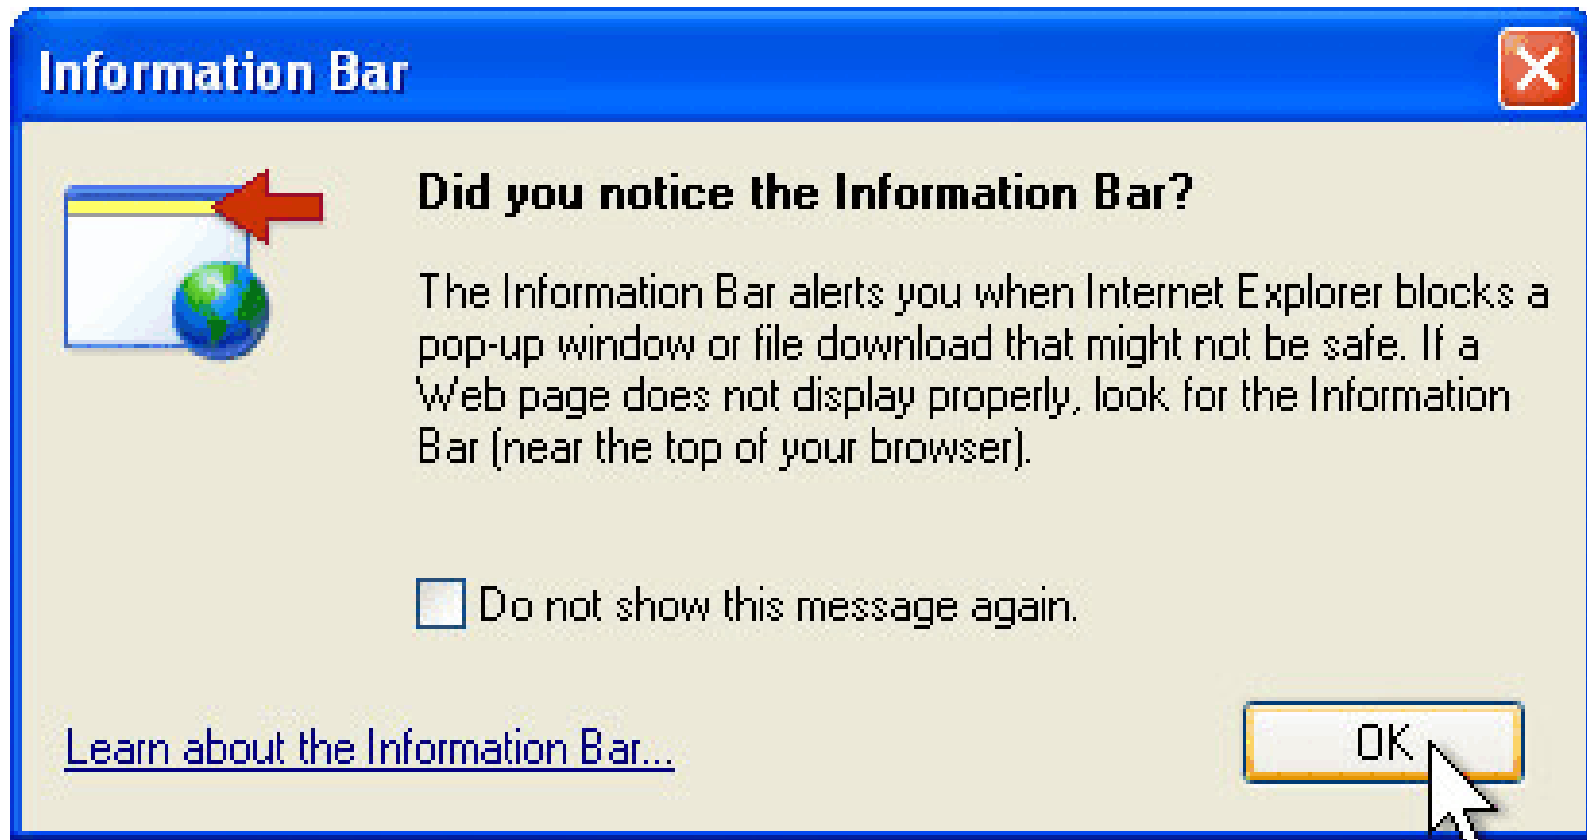 Information Bar
Did you notice the Information Bar?
The Information Bar alerts you when Internet Explorer blocks a
pop-up window or file download that might not be safe. If a
Web page does not display properly, look for the Information
Bar (near the top of your browser).
Do not show this message again.
Learn about the Information Bar...
OK